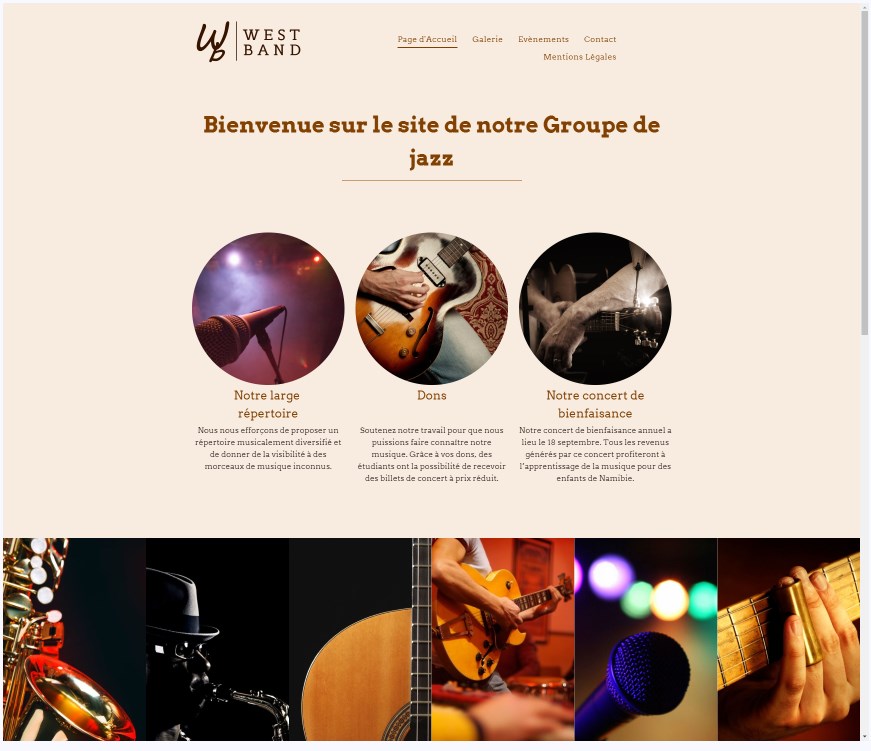 WEST
BAND
Page d'Accueil Galerie Evènements Contact
Mentions Légales
Bienvenue sur le site de notre Groupe de
jazz
Notre large
répertoire
Nous nous efforçons de proposer un
répertoire musicalement diversifié et
de donner de la visibilité à des
morceaux de musique inconnus.
Dons
Soutenez notre travail pour que nous
puissions faire connaître notre
musique. Grâce à vos dons, des
étudiants ont la possibilité de recevoir
des billets de concert à prix réduit.
Notre concert de
bienfaisance
Notre concert de bienfaisance annuel a
lieu le 18 septembre. Tous les revenus
générés par ce concert profiteront à
l'apprentissage de la musique pour des
enfants de Namibie.